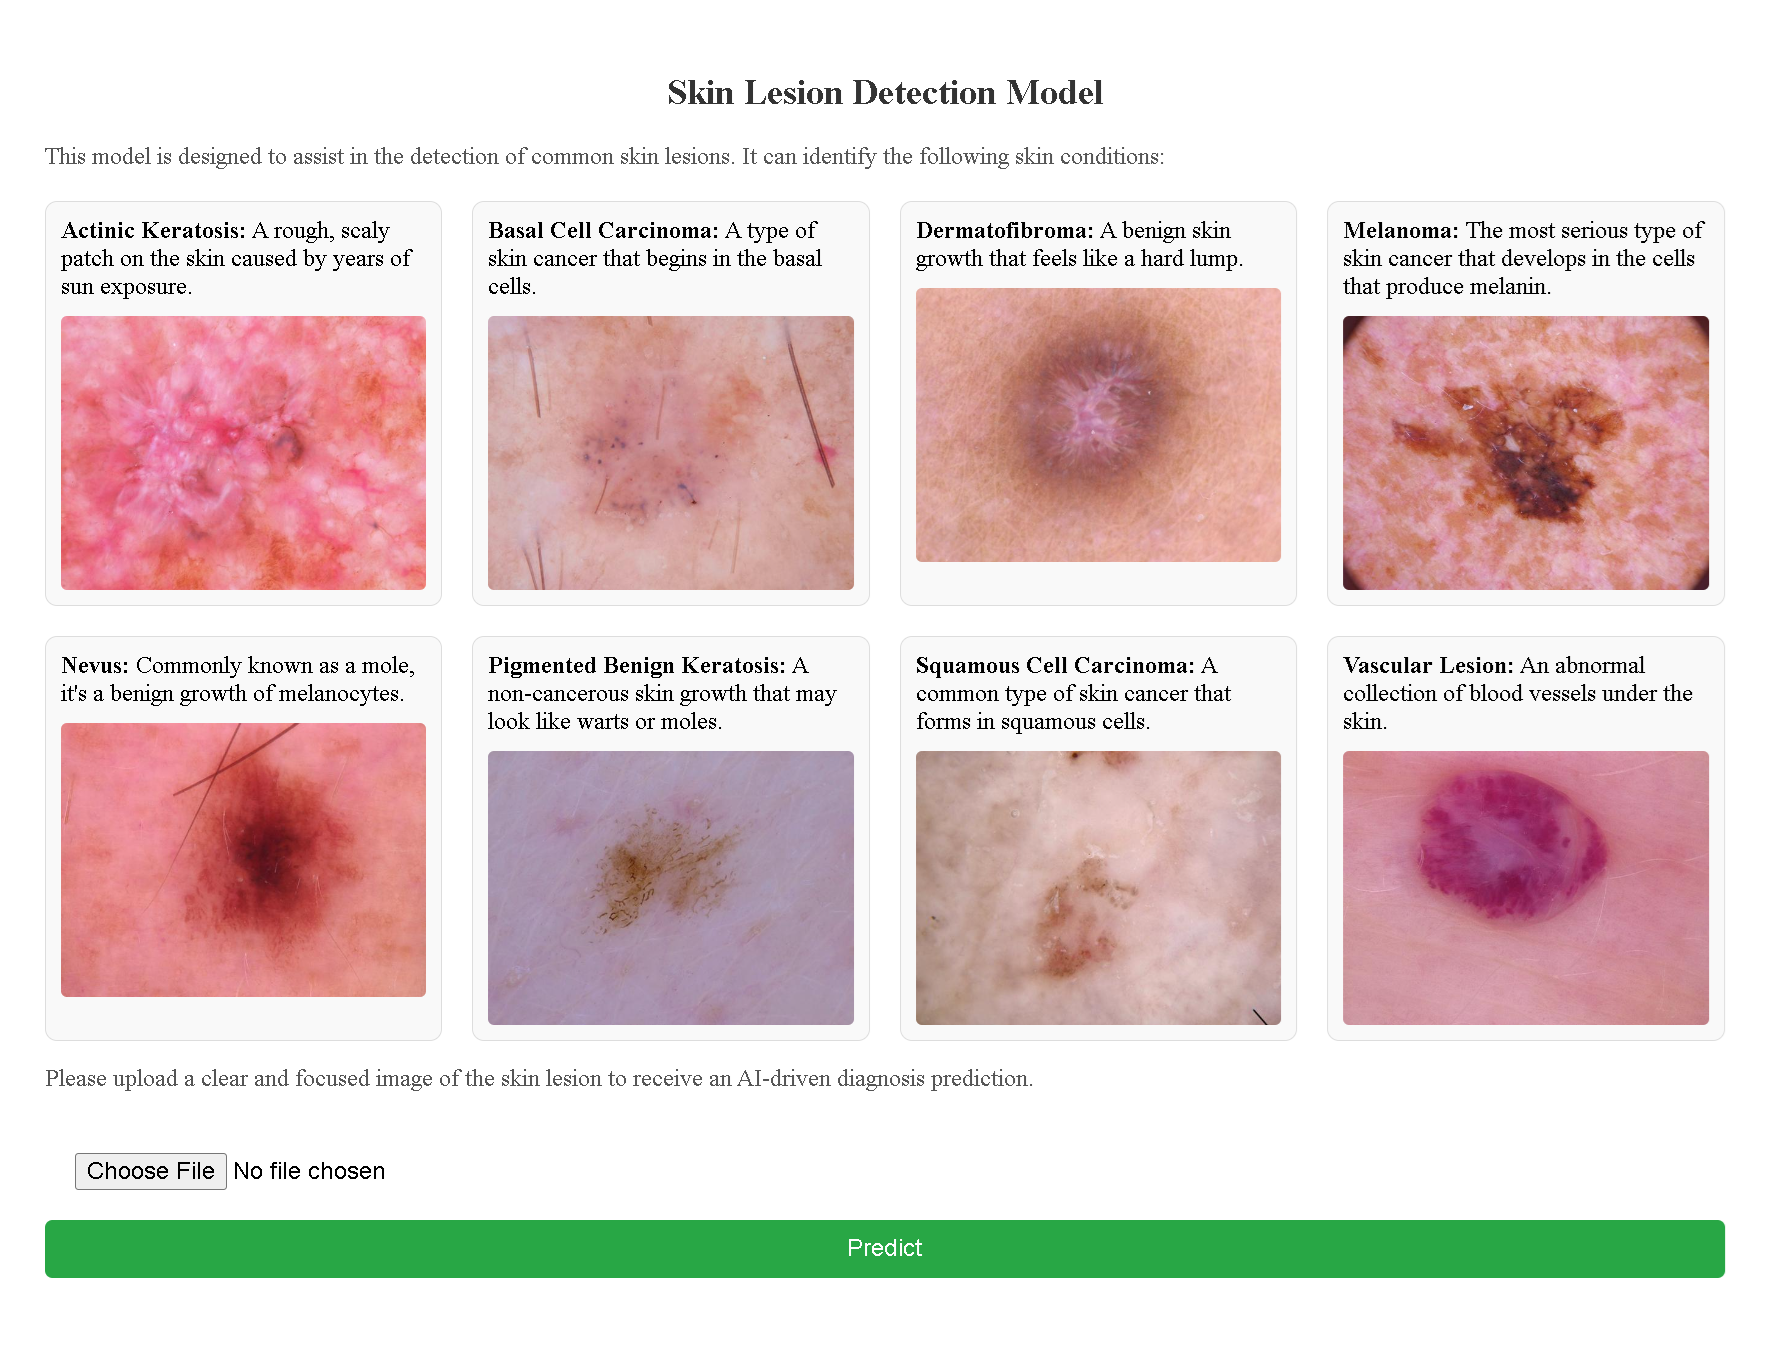 Skin Lesion Detection Model
This model is designed to assist in the detection of common skin lesions. It can identify the following skin conditions:
Actinic Keratosis: A rough, scaly
patch on the skin caused by years of
sun exposure.
Basal Cell Carcinoma: A type of
skin cancer that begins in the basal
cells.
Dermatofibroma: A benign skin
growth that feels like a hard lump.
Melanoma: The most serious type of
skin cancer that develops in the cells
that produce melanin.
Nevus: Commonly known as a mole,
it's a benign growth of melanocytes.
Pigmented Benign Keratosis: A
non-cancerous skin growth that may
look like warts or moles.
Squamous Cell Carcinoma: A
common type of skin cancer that
forms in squamous cells.
Vascular Lesion: An abnormal
collection of blood vessels under the
skin.
Please upload a clear and focused image of the skin lesion to receive an AI-driven diagnosis prediction.
Choose File No file chosen
Predict